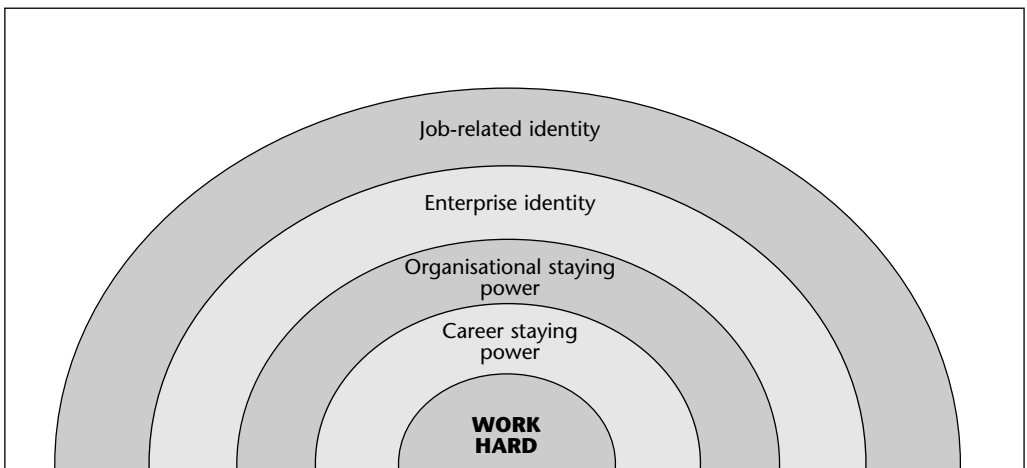 Job-related identity
Enterprise identity
Organisational staying
power
Career staying
power
WORK
HARD